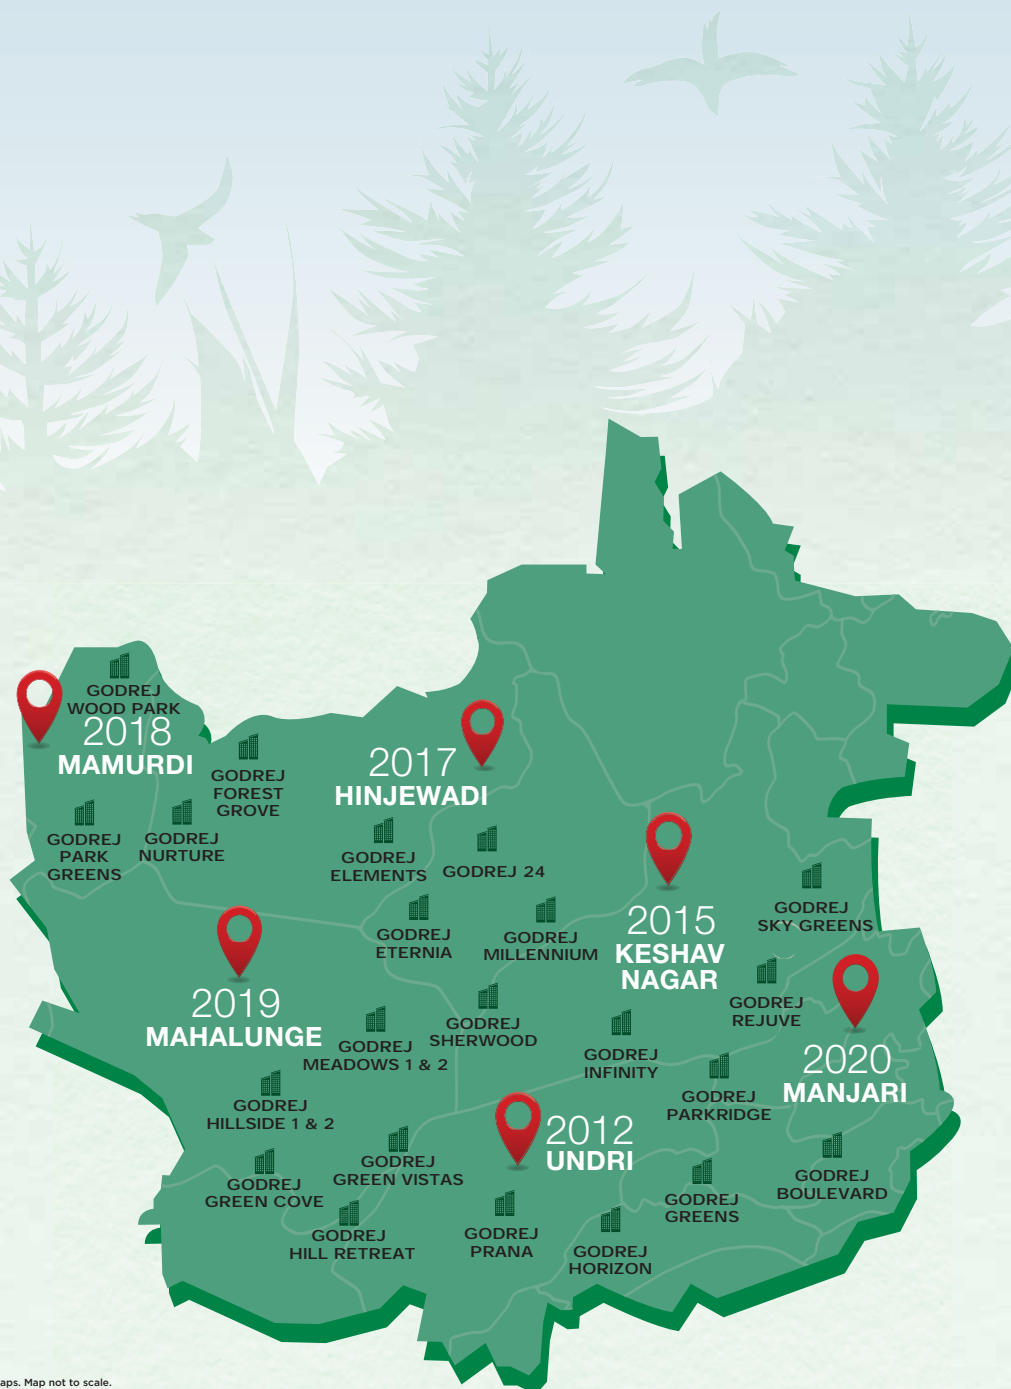 GODREJ
WOOD PARK
2018
MAMURDI
GODREJ
FOREST
GROVE
GODREJ
PARK
GREENS
GODREJ
NURTURE
2017
HINJEWADI
GODREJ
ELEMENTS
GODREJ 24
GODREJ
ETERNIA
GODREJ
MILLENNIUM
2015
KESHAV
NAGAR
GODREJ
SKY GREENS
GODREJ
REJUVE
2019
MAHALUNGE
GODREJ
MEADOWS 1 & 2
GODREJ
SHERWOOD
GODREJ
INFINITY
GODREJ
PARKRIDGE
2020
MANJARI
GODREJ
HILLSIDE 1 & 2
GODREJ
GREEN COVE
GODREJ
GREEN VISTAS
GODREJ
HILL RETREAT
2012
UNDRI
GODREJ
PRANA
GODREJ
HORIZON
GODREJ
GREENS
GODREJ
BOULEVARD
aps. Map not to scale.